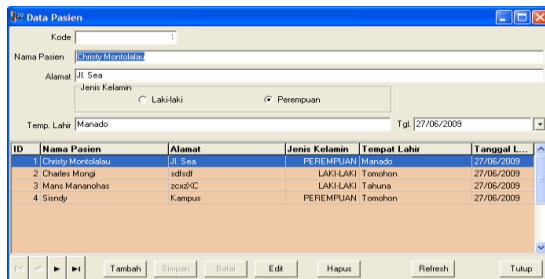 Data Pasien
Kode 1
Nama Pasien Christy Montolalau
Alamat Jl. Sea
Jenis Kelamin
Laki-laki Perempuan
Temp. Lahir Manado Tgl. 27/06/2009
ID Nama Pasien Alamat Jenis Kelamin Tempat Lahir Tanggal L...
1 Christy Montolalau Jl. Sea PEREMPUAN Manado 27/06/2009
2 Charles Mongi sdfsdf LAKI-LAKI Tomohon 27/06/2009
3 Mans Mananohas zcxzXC LAKI-LAKI Tahuna 27/06/2009
4 Sisndy Kampus PEREMPUAN Tomohon 27/06/2009
Tambah Simpan Batal Edit Hapus Refresh Tutup